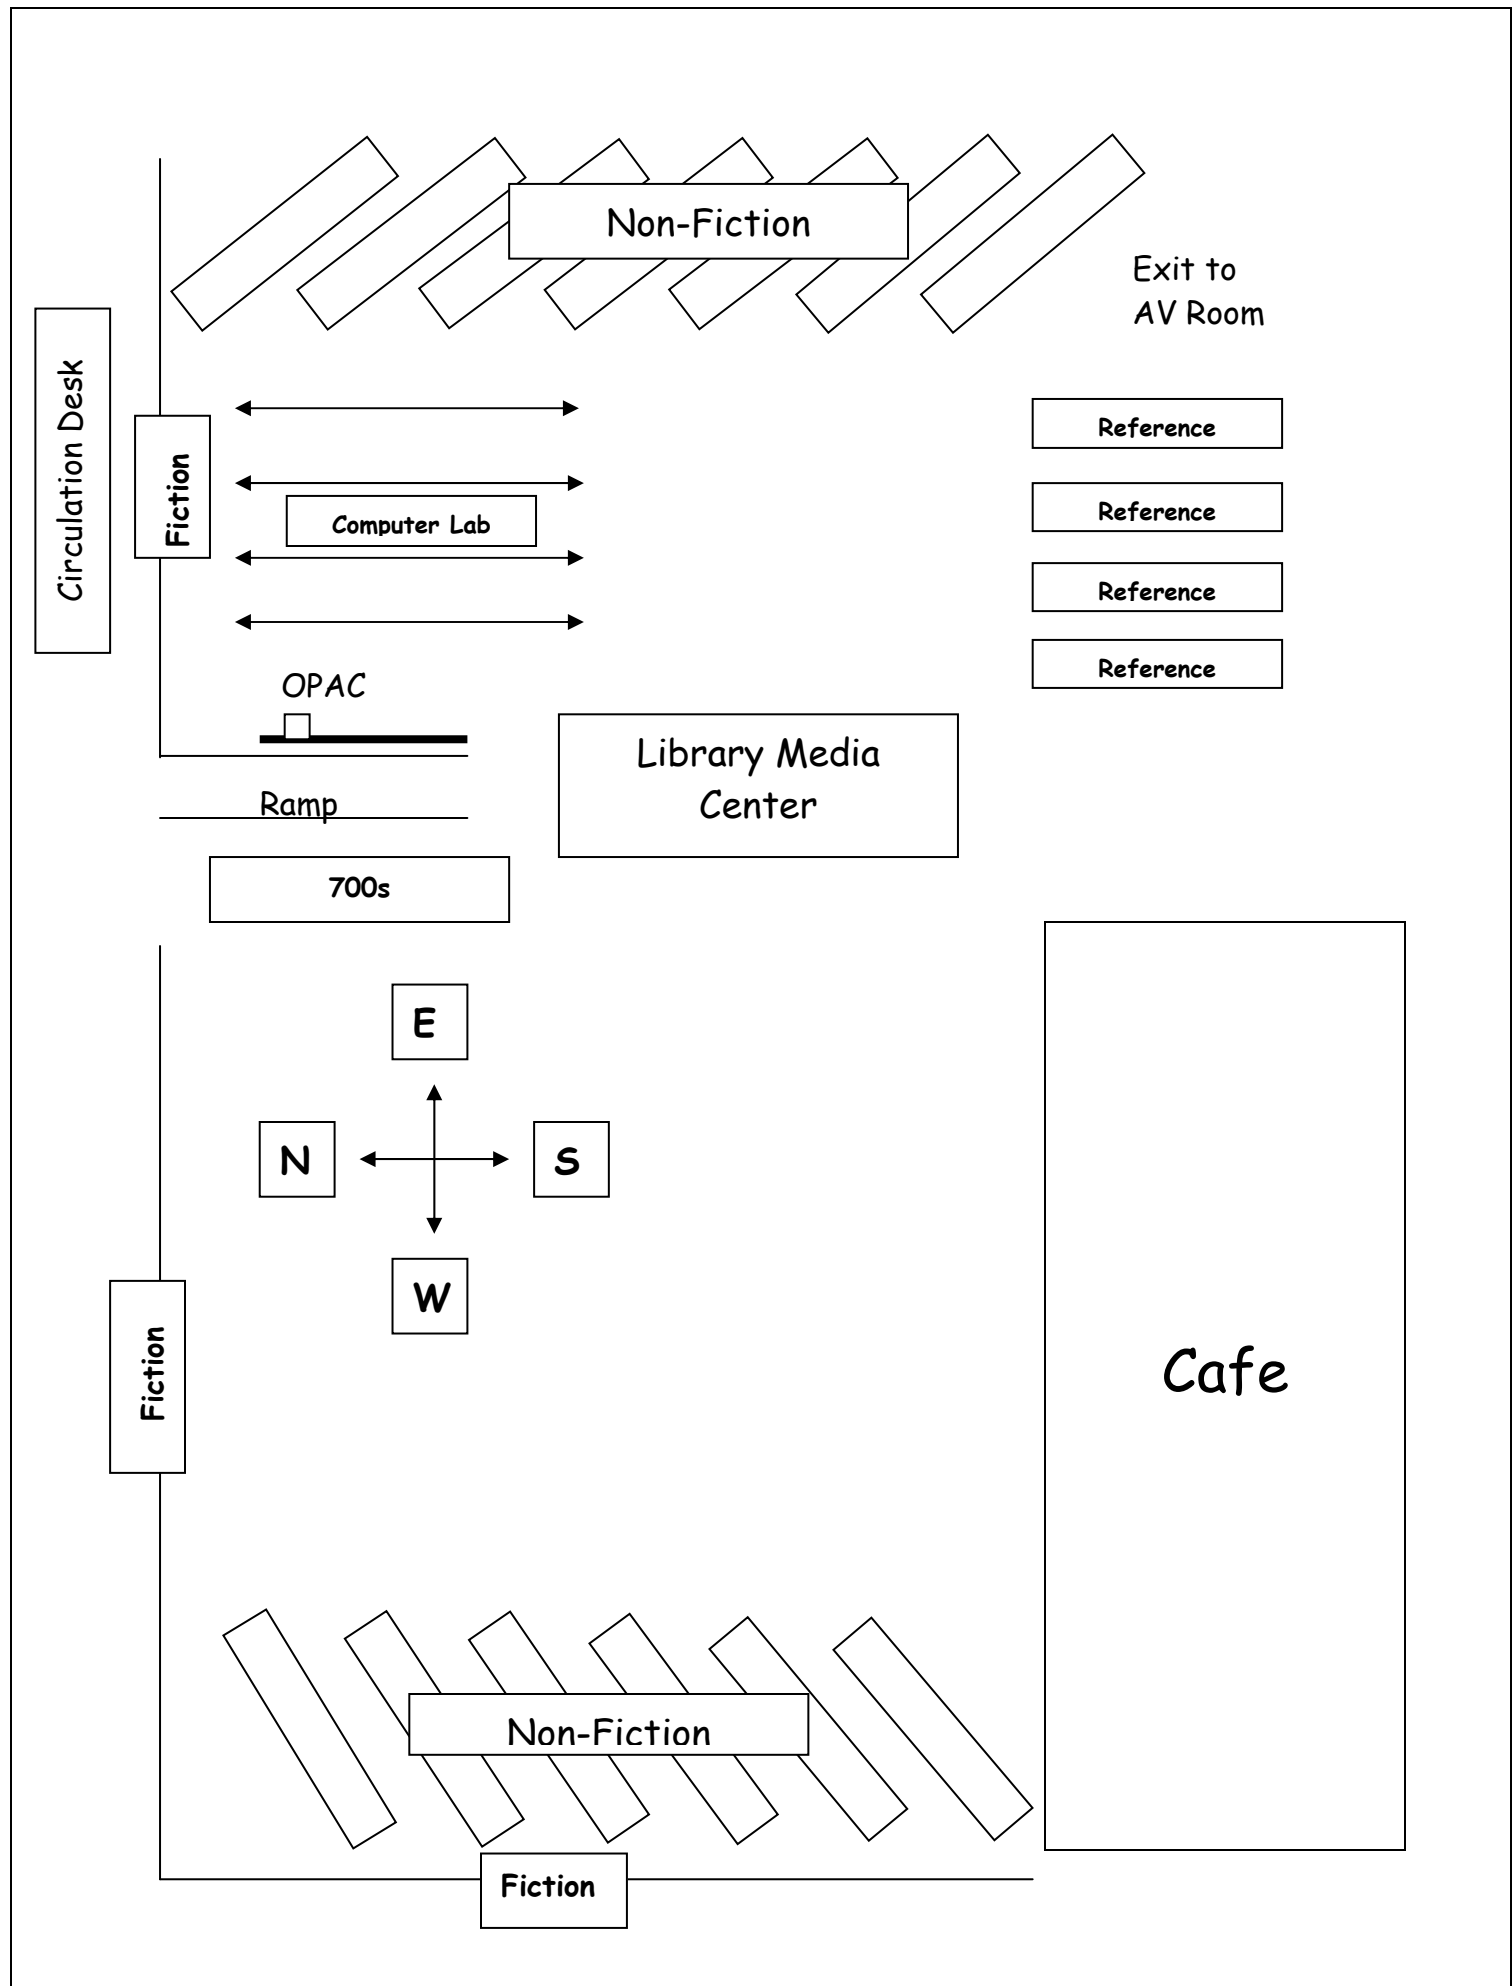 Non-Fiction
Exit to
AV Room
Circulation Desk
Fiction
Computer Lab
Reference
Reference
Reference
Reference
OPAC
Library Media
Center
Ramp
700s
E
N
S
W
Fiction
Cafe
Non-Fiction
Fiction